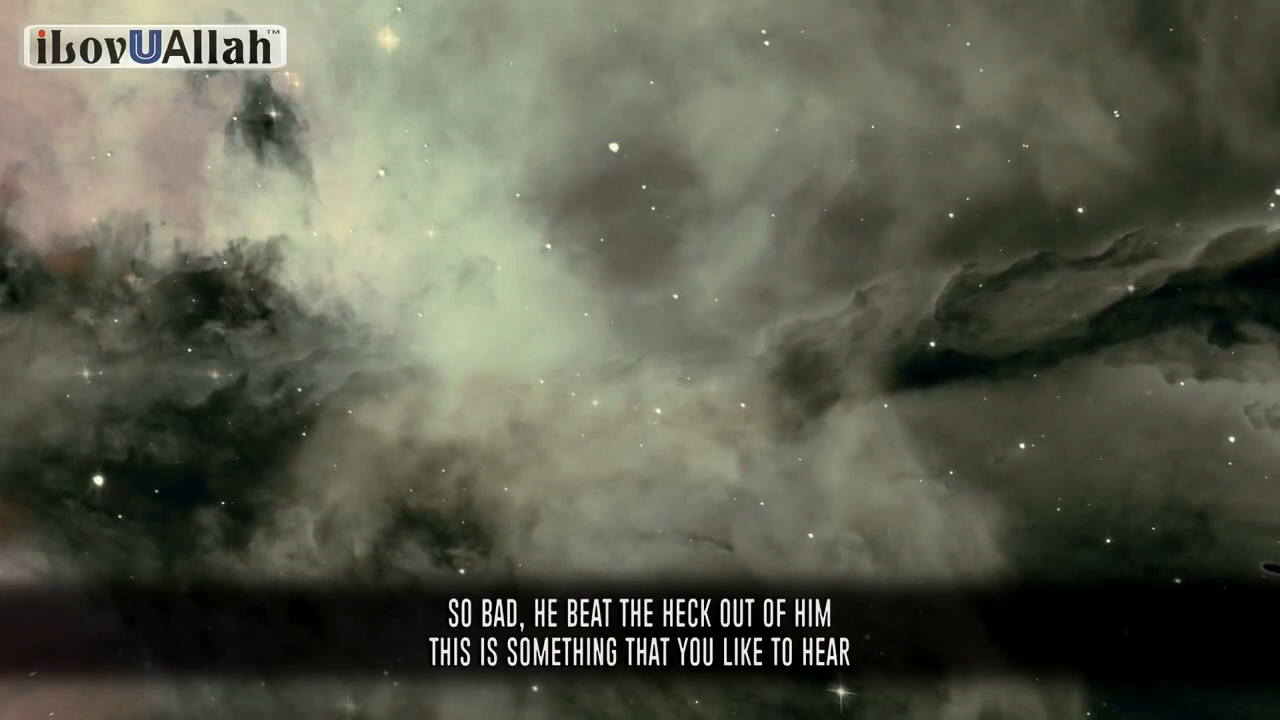 iLovUAllah™
SO BAD, HE BEAT THE HECK OUT OF HIM
THIS IS SOMETHING THAT YOU LIKE TO HEAR